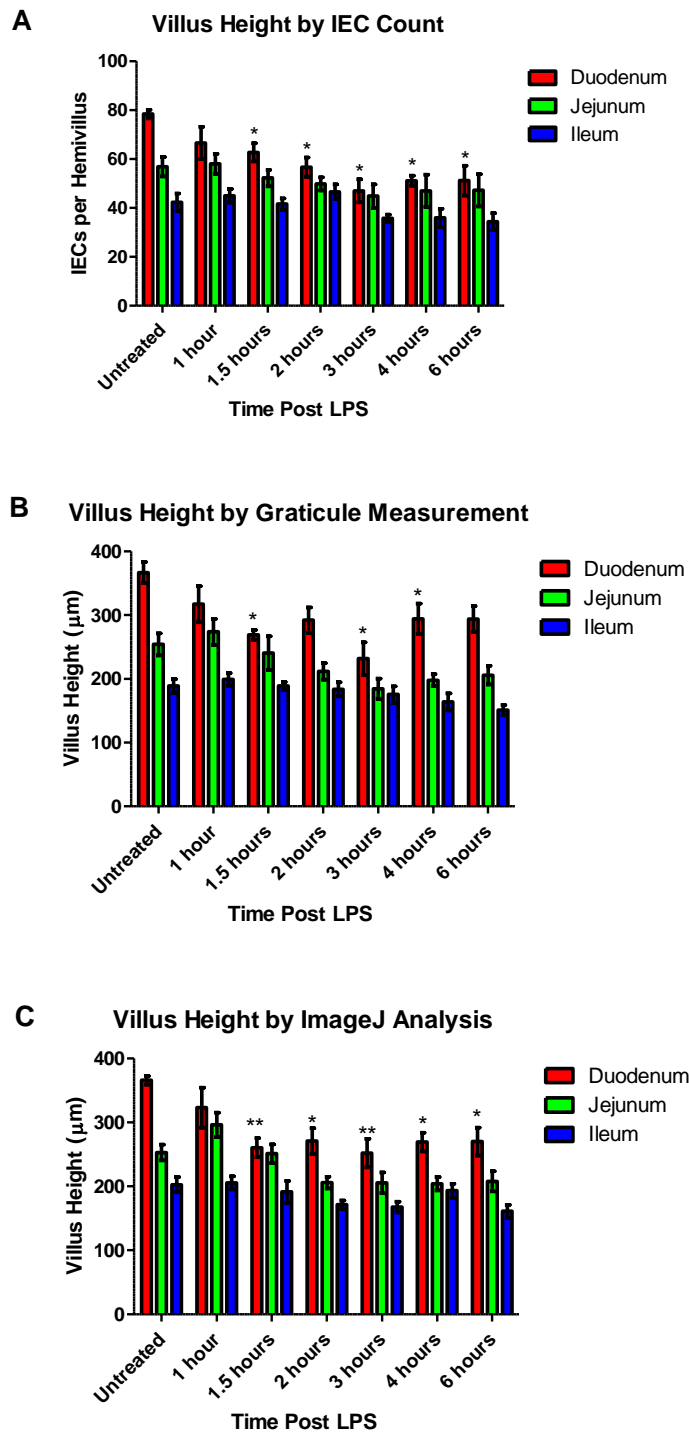 A
Villus Height by IEC Count
Duodenum
Jejunum
Ileum
IECs per Hemivillus
100
80
60
40
20
0
* * * * *
Untreated
1 hour
1.5 hours
2 hours
3 hours
4 hours
6 hours
Time Post LPS
B
Villus Height by Graticule Measurement
Duodenum
Jejunum
Ileum
Villus Height (μm)
400
300
200
100
0
* * *
Untreated
1 hour
1.5 hours
2 hours
3 hours
4 hours
6 hours
Time Post LPS
C
Villus Height by ImageJ Analysis
Duodenum
Jejunum
Ileum
Villus Height (μm)
400
300
200
100
0
** * ** * *
Untreated
1 hour
1.5 hours
2 hours
3 hours
4 hours
6 hours
Time Post LPS